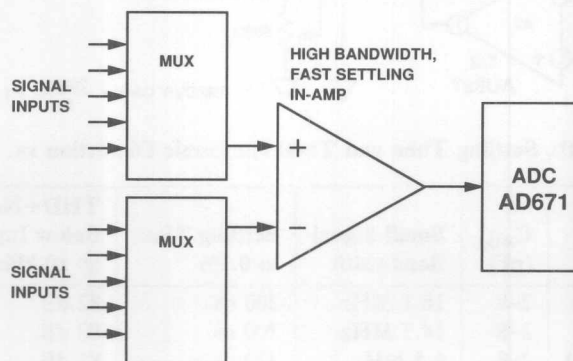 MUX
SIGNAL
INPUTS
HIGH BANDWIDTH,
FAST SETTLING
IN-AMP
+
–
ADC
AD671
MUX
SIGNAL
INPUTS